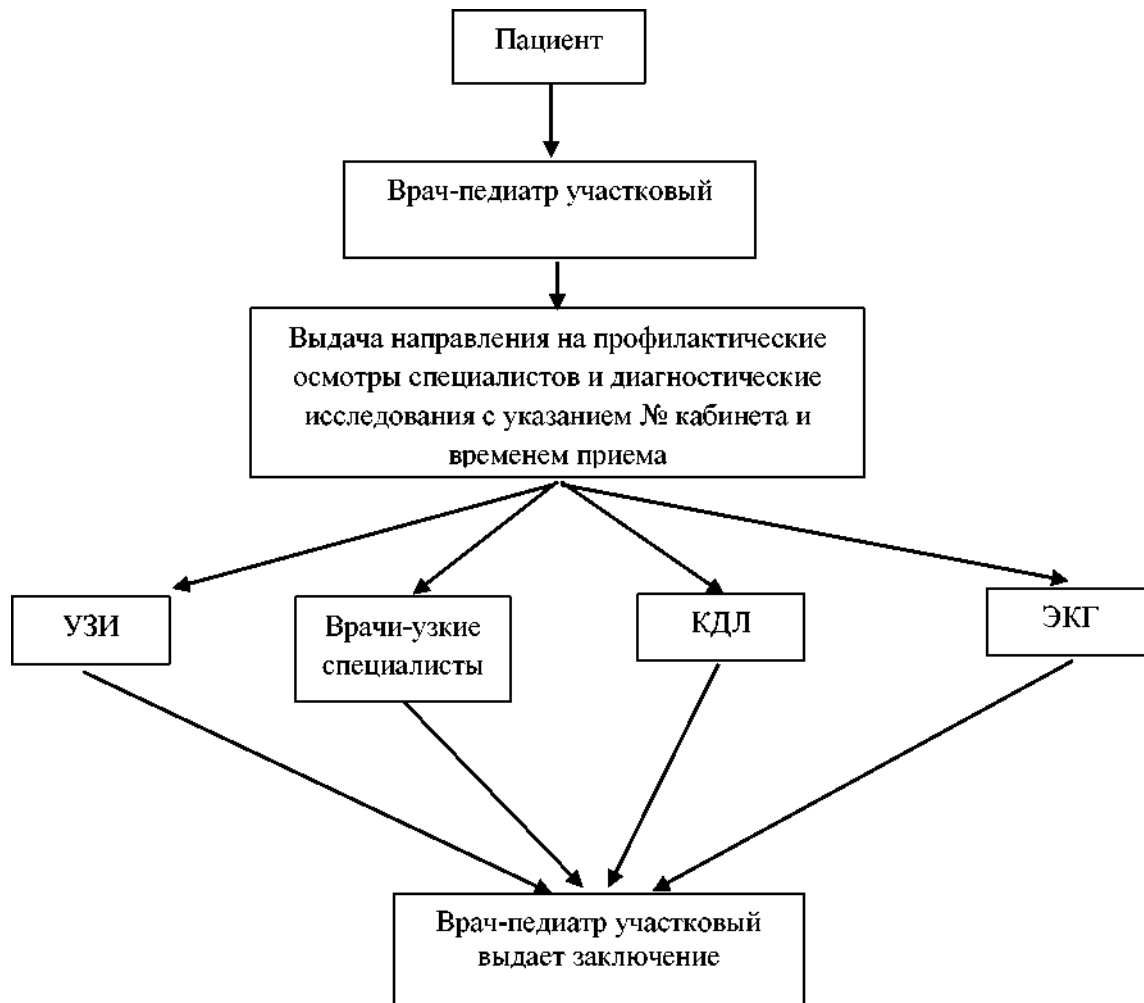 Пациент
Врач-педиатр участковый
Выдача направления на профилактические
осмотры специалистов и диагностические
исследования с указанием № кабинета и
временем приема
УЗИ
Врачи-узкие
специалисты
КДЛ
ЭКГ
Врач-педиатр участковый
выдает заключение